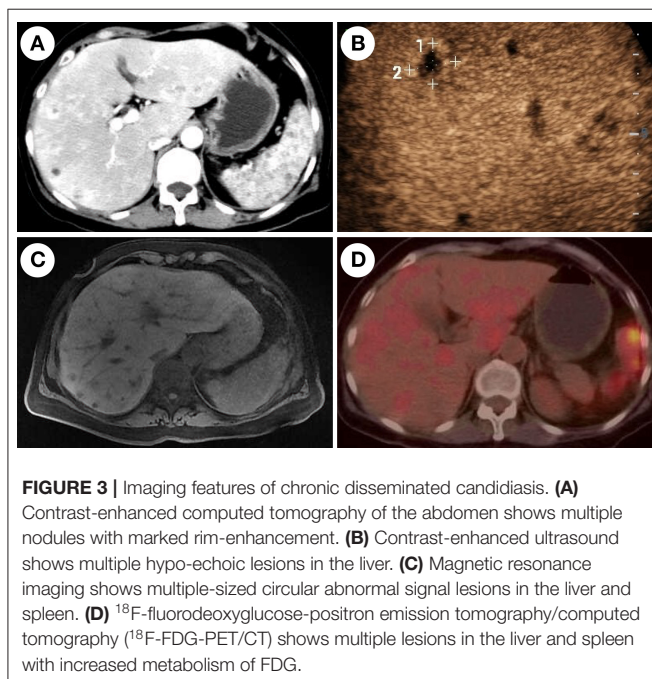 A
B
1
2
C
D
FIGURE 3 | Imaging features of chronic disseminated candidiasis. (A)
Contrast-enhanced computed tomography of the abdomen shows multiple
nodules with marked rim-enhancement. (B) Contrast-enhanced ultrasound
shows multiple hypo-echoic lesions in the liver. (C) Magnetic resonance
imaging shows multiple-sized circular abnormal signal lesions in the liver and
spleen. (D) ¹⁸F-fluorodeoxyglucose-positron emission tomography/computed
tomography (¹⁸F-FDG-PET/CT) shows multiple lesions in the liver and spleen
with increased metabolism of FDG.